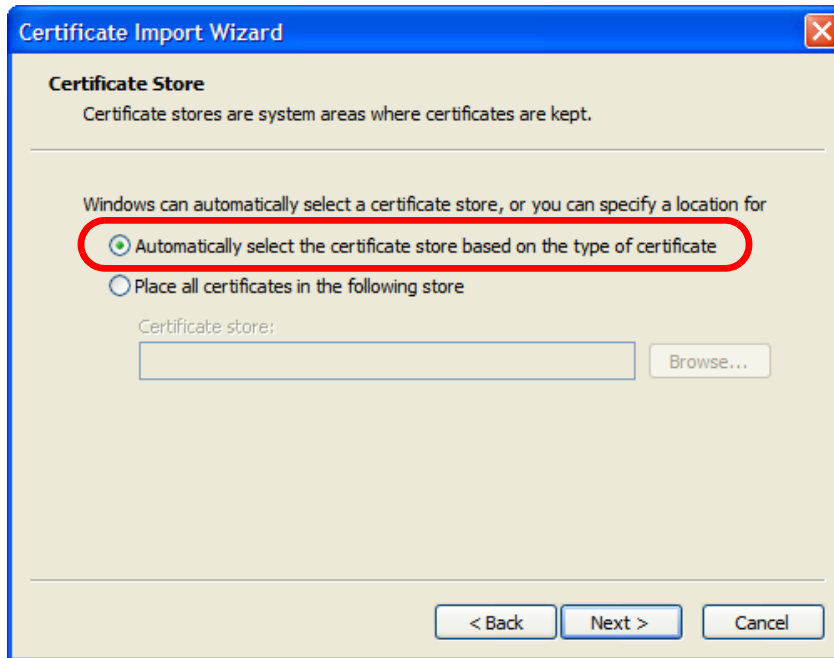 Certificate Import Wizard
Certificate Store
Certificate stores are system areas where certificates are kept.
Windows can automatically select a certificate store, or you can specify a location for
Automatically select the certificate store based on the type of certificate
Place all certificates in the following store
Certificate store:
Browse...
< Back Next > Cancel